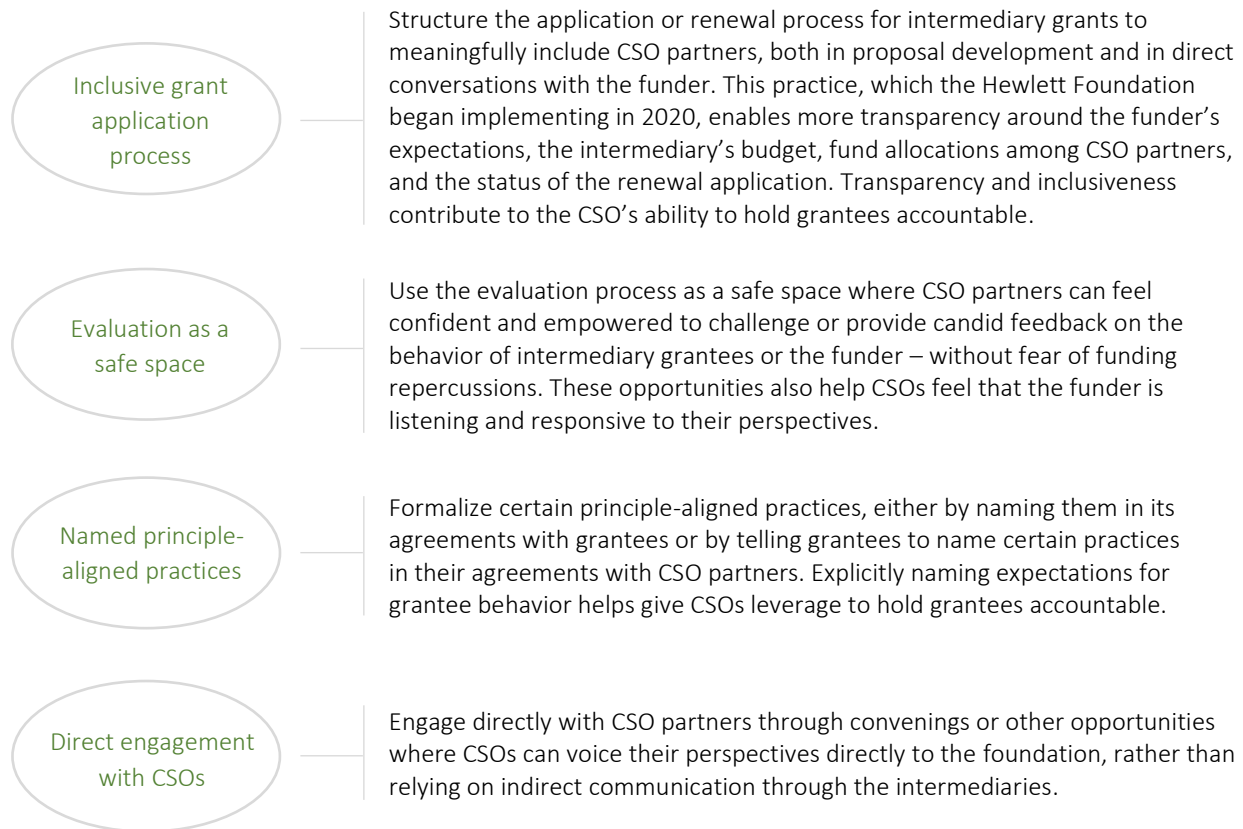 Inclusive grant
application
process
Structure the application or renewal process for intermediary grants to
meaningfully include CSO partners, both in proposal development and in direct
conversations with the funder. This practice, which the Hewlett Foundation
began implementing in 2020, enables more transparency around the funder’s
expectations, the intermediary’s budget, fund allocations among CSO partners,
and the status of the renewal application. Transparency and inclusiveness
contribute to the CSO’s ability to hold grantees accountable.
Evaluation as a
safe space
Use the evaluation process as a safe space where CSO partners can feel
confident and empowered to challenge or provide candid feedback on the
behavior of intermediary grantees or the funder – without fear of funding
repercussions. These opportunities also help CSOs feel that the funder is
listening and responsive to their perspectives.
Named principle-
aligned practices
Formalize certain principle-aligned practices, either by naming them in its
agreements with grantees or by telling grantees to name certain practices
in their agreements with CSO partners. Explicitly naming expectations for
grantee behavior helps give CSOs leverage to hold grantees accountable.
Direct engagement
with CSOs
Engage directly with CSO partners through convenings or other opportunities
where CSOs can voice their perspectives directly to the foundation, rather than
relying on indirect communication through the intermediaries.